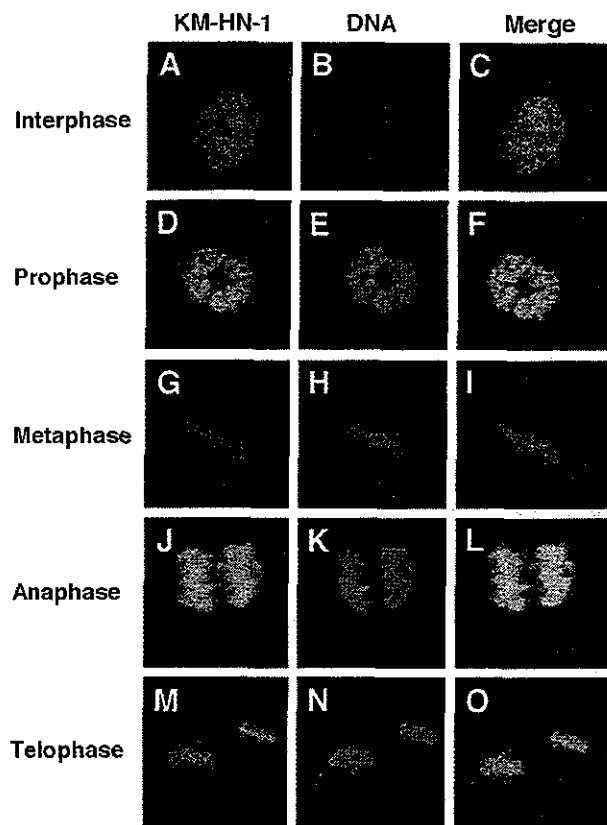 KM-HN-1 DNA Merge
A B C
Interphase
D E F
Prophase
G H I
Metaphase
J K L
Anaphase
M N O
Telophase